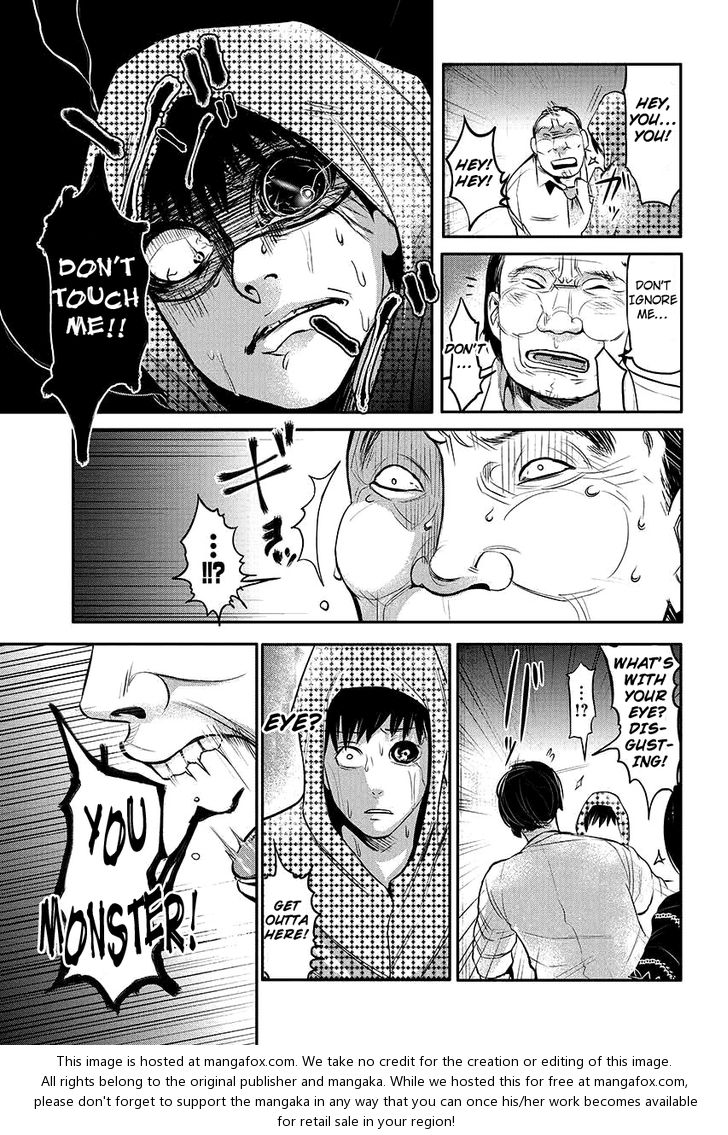 HEY,
YOU...
YOU!
HEY!
HEY!
DON'T
IGNORE
ME...
DON'T
...
DON'T
TOUCH
ME!!
ギ
...
!!?
WHAT'S
WITH
YOUR
EYE?
DIS-
GUST-
ING!
...
!?
EYE?
GET
OUTTA
HERE!
YOU
MONSTER!
This image is hosted at mangafox.com. We take no credit for the creation or editing of this image.
All rights belong to the original publisher and mangaka. While we hosted this for free at mangafox.com,
please don't forget to support the mangaka in any way that you can once his/her work becomes available
for retail sale in your region!